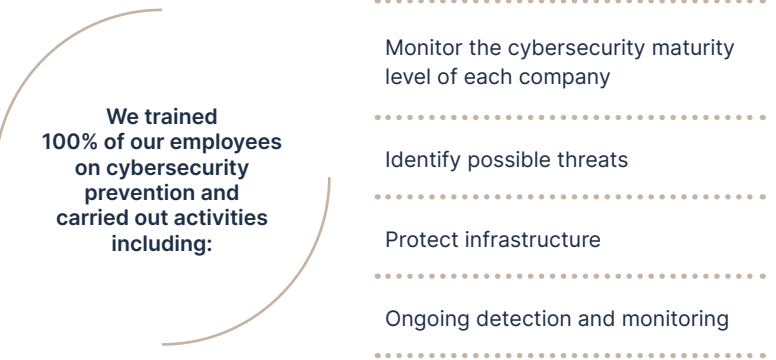 We trained
100% of our employees
on cybersecurity
prevention and
carried out activities
including:
Monitor the cybersecurity maturity
level of each company
Identify possible threats
Protect infrastructure
Ongoing detection and monitoring